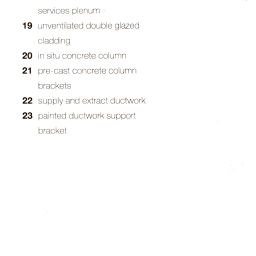 services plenum
19 unventilated double glazed
cladding
20 in situ concrete column
21 pre-cast concrete column
brackets
22 supply and extract ductwork
23 painted ductwork support
bracket